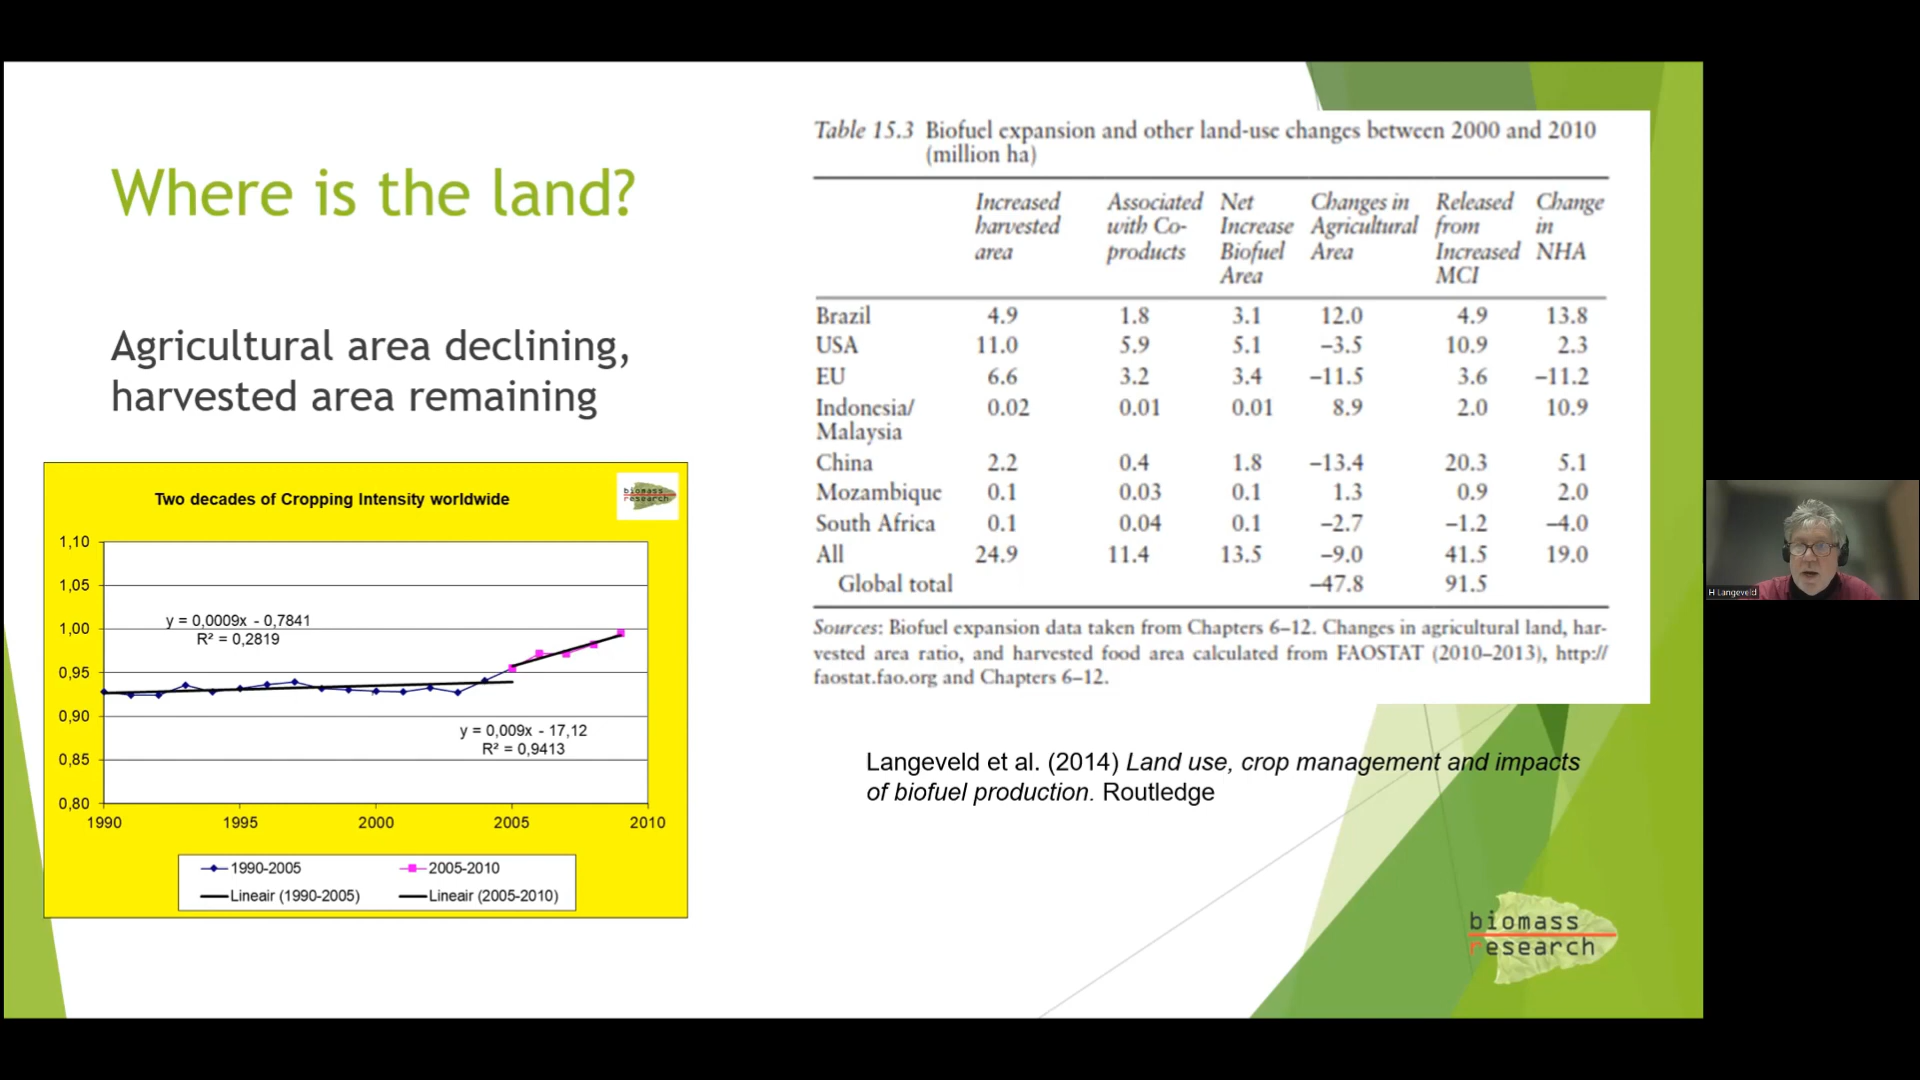 Where is the land?
Agricultural area declining,
harvested area remaining
Two decades of Cropping Intensity worldwide
biomass
research
1,10
1,05
1,00
0,95
0,90
0,85
0,80
y = 0,0009x - 0,7841
R² = 0,2819
y = 0,009x - 17,12
R² = 0,9413
1990 1995 2000 2005 2010
1990-2005 2005-2010
Lineair (1990-2005) Lineair (2005-2010)
Table 15.3 Biofuel expansion and other land-use changes between 2000 and 2010
(million ha)
Increased Associated Net Changes in Released Change
harvested with Co- Increase Agricultural from in
area products Biofuel Area Increased NHA
Area MCI
Brazil 4.9 1.8 3.1 12.0 4.9 13.8
USA 11.0 5.9 5.1 –3.5 10.9 2.3
EU 6.6 3.2 3.4 –11.5 3.6 –11.2
Indonesia/ 0.02 0.01 0.01 8.9 2.0 10.9
Malaysia
China 2.2 0.4 1.8 –13.4 20.3 5.1
Mozambique 0.1 0.03 0.1 1.3 0.9 2.0
South Africa 0.1 0.04 0.1 –2.7 –1.2 –4.0
All 24.9 11.4 13.5 –9.0 41.5 19.0
Global total –47.8 91.5
Sources: Biofuel expansion data taken from Chapters 6–12. Changes in agricultural land, har-
vested area ratio, and harvested food area calculated from FAOSTAT (2010–2013), http://
faostat.fao.org and Chapters 6–12.
Langeveld et al. (2014) Land use, crop management and impacts
of biofuel production. Routledge
biomass
research
H Langeveld